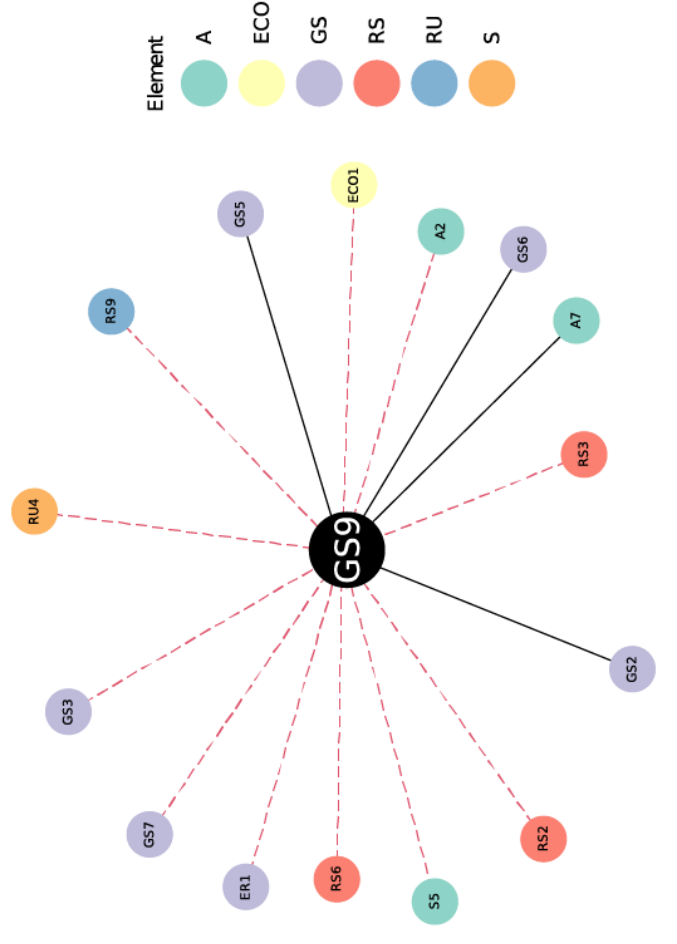 Element
A
ECO
GS
RS
RU
S
ECO1
GS5
A2
GS6
RS9
A7
RS3
RU4
GS9
GS2
GS3
GS7
RS2
ER1
RS6
S5